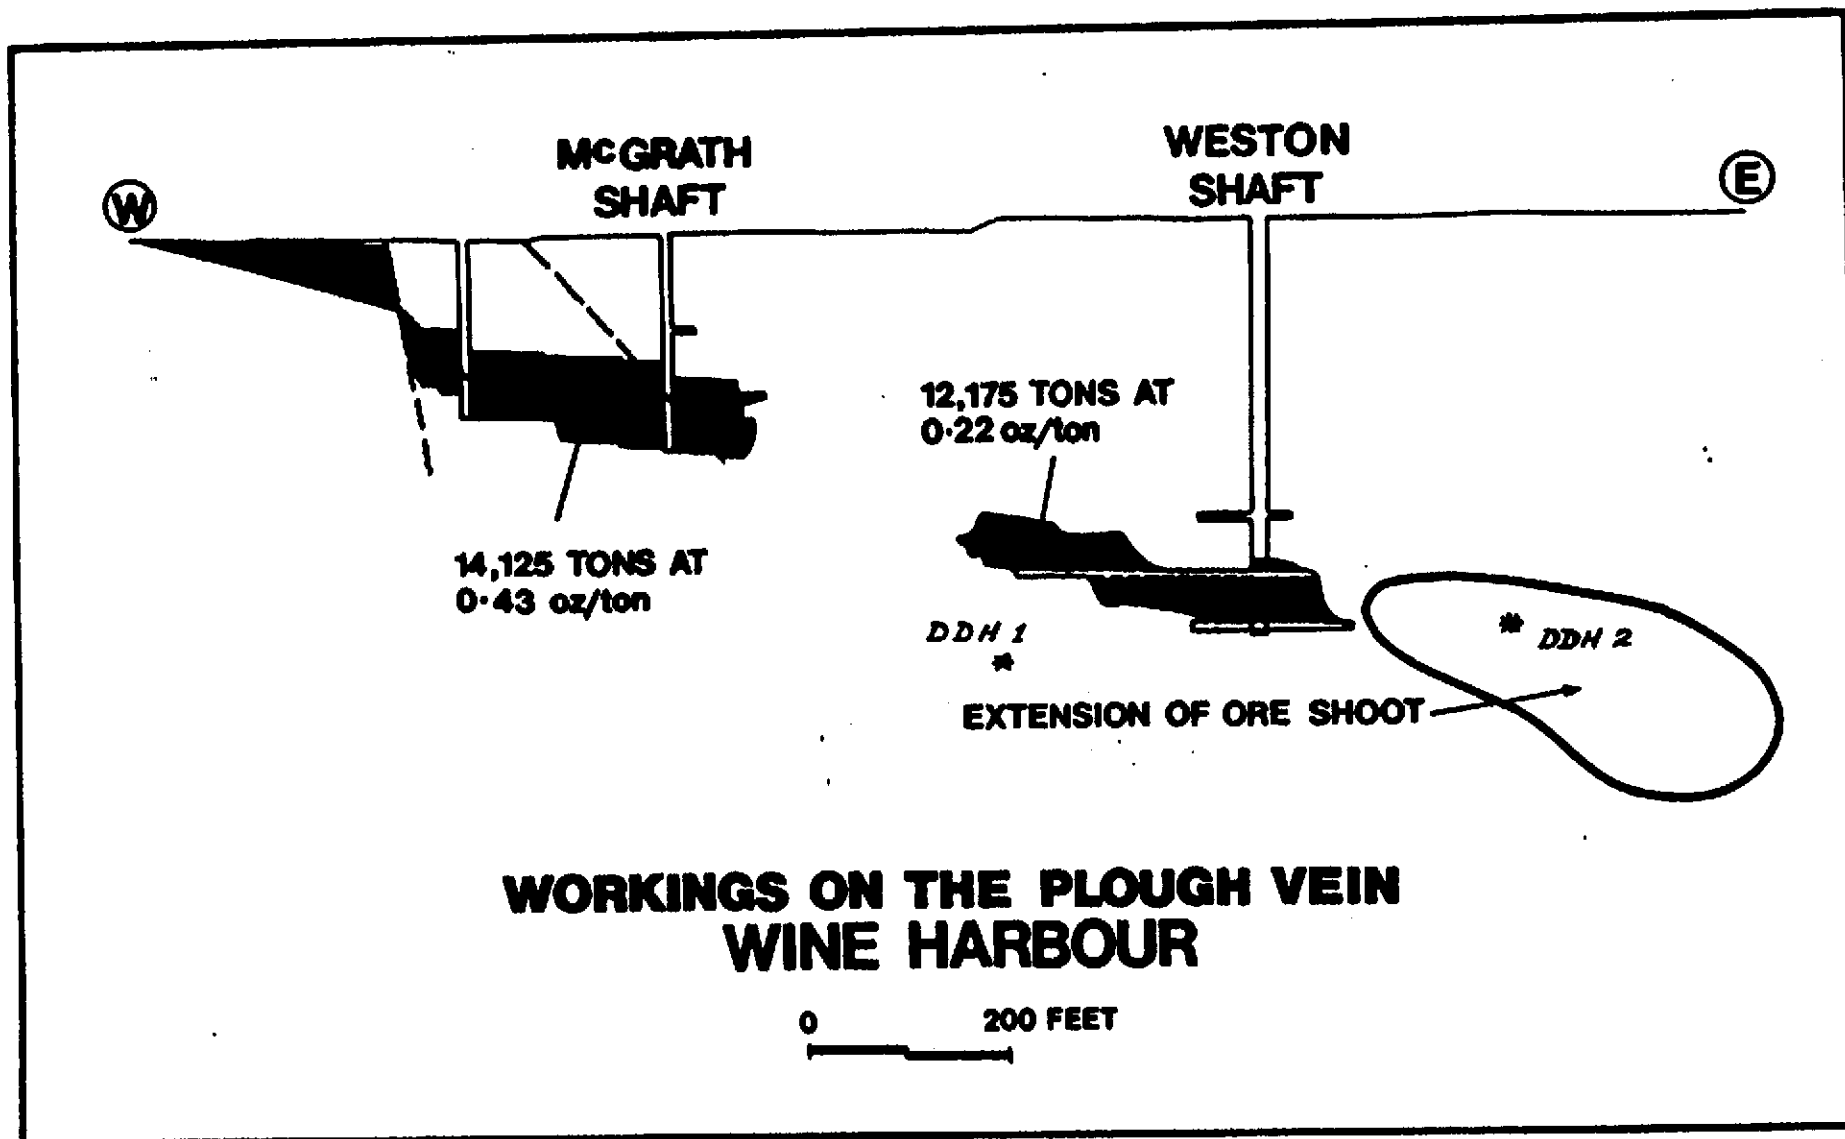 McGRATH
SHAFT
WESTON
SHAFT
W
E
12,175 TONS AT
0·22 oz/ton
14,125 TONS AT
0·43 oz/ton
DDH 1
*
* DDH 2
EXTENSION OF ORE SHOOT
WORKINGS ON THE PLOUGH VEIN
WINE HARBOUR
0 200 FEET